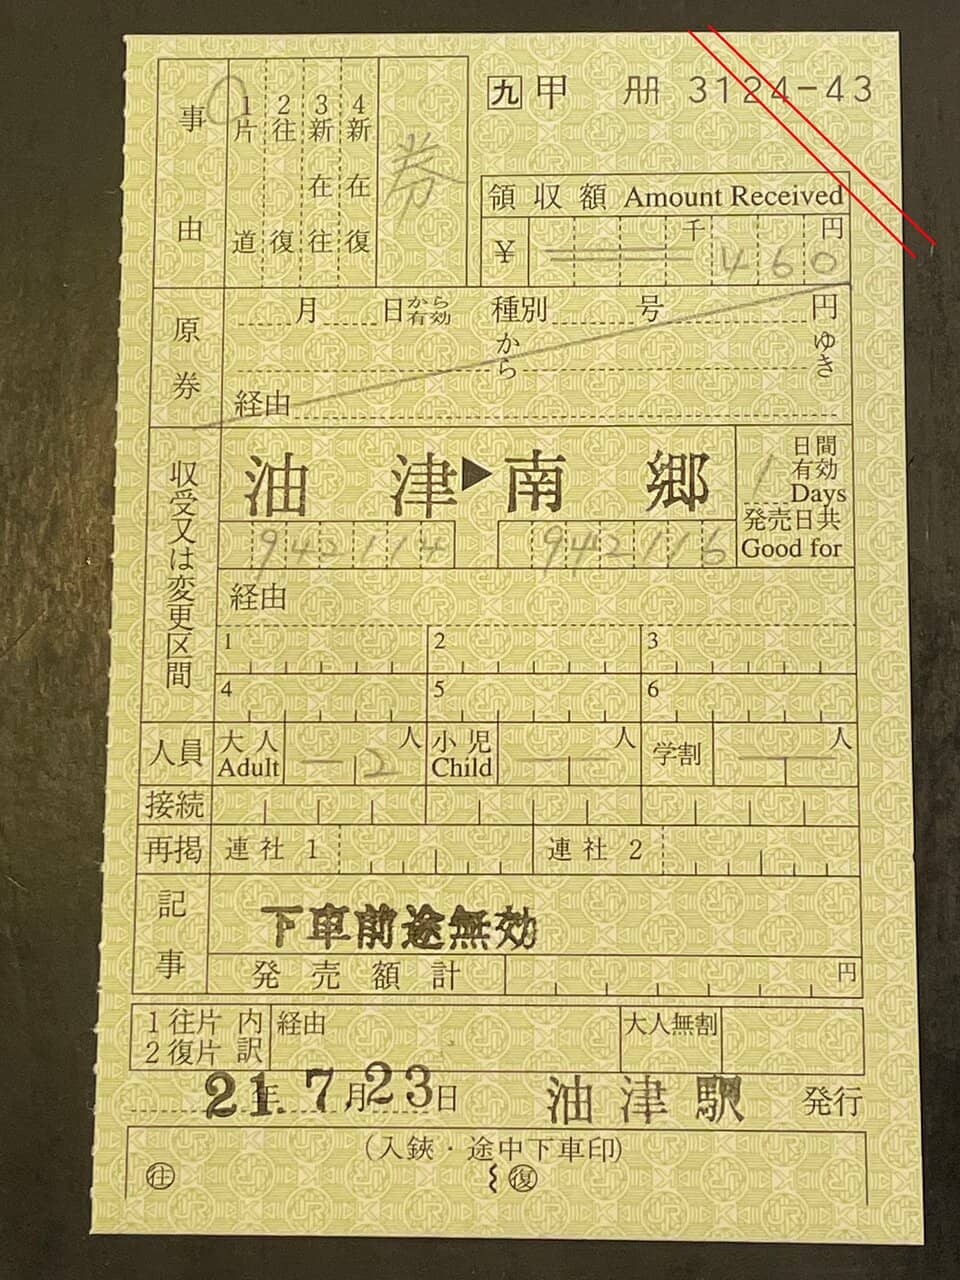 九 甲 册 3124-43
事由
1片道
2往復
3新在往
4新在復
券
領収額 Amount Received
¥ 千 460 円
原券
月 日から有効 種別 号 円
から ゆき
経由
収受又は変更区間
油津▶南郷
942114 942116
1 日間有効 Days
発売日共 Good for
経由
1 2 3
4 5 6
人員 大人 Adult 2 人 小児 Child 人 学割 人
接続
再掲 連社 1 連社 2
記事 下車前途無効
発売額計 円
1往片 2復片 内訳 経由 大人無割
21年 7月23日 油津駅 発行
(入鋏・途中下車印)
往 復